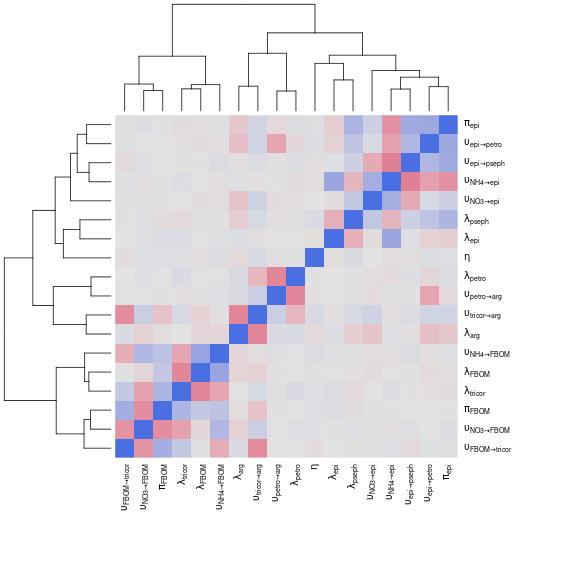 πepi
υepi→petro
υepi→pseph
υNH4→epi
υNO3→epi
λpseph
λepi
η
λpetro
υpetro→arg
υtricor→arg
λarg
υNH4→FBOM
λFBOM
λtricor
πFBOM
υNO3→FBOM
υFBOM→tricor
υFBOM→tricor
υNO3→FBOM
πFBOM
λtricor
λFBOM
υNH4→FBOM
λarg
υtricor→arg
υpetro→arg
λpetro
η
λepi
λpseph
υNO3→epi
υNH4→epi
υepi→pseph
υepi→petro
πepi